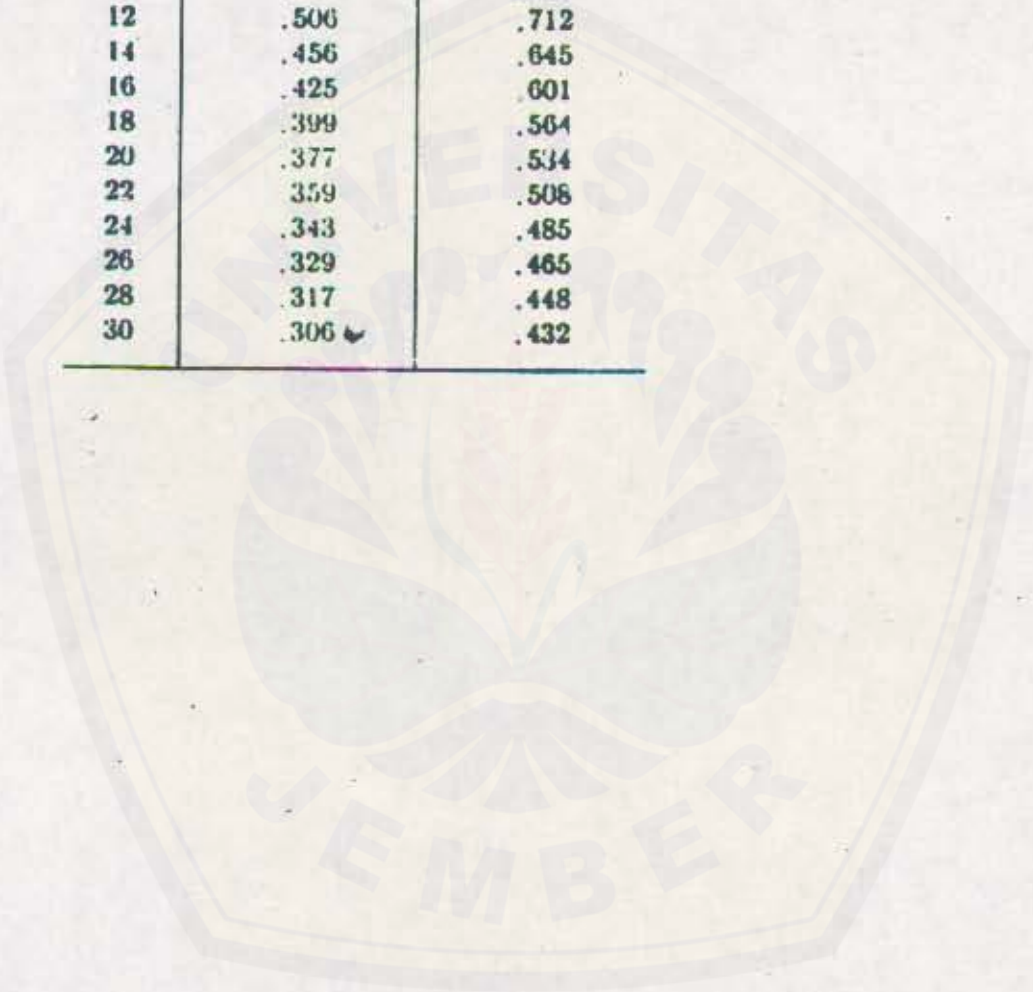 12 .506 .712
14 .456 .645
16 .425 .601
18 .399 .564
20 .377 .534
22 359 .508
24 .343 .485
26 .329 .465
28 .317 .448
30 .306 .432
UNIVERSITAS
JEMBER